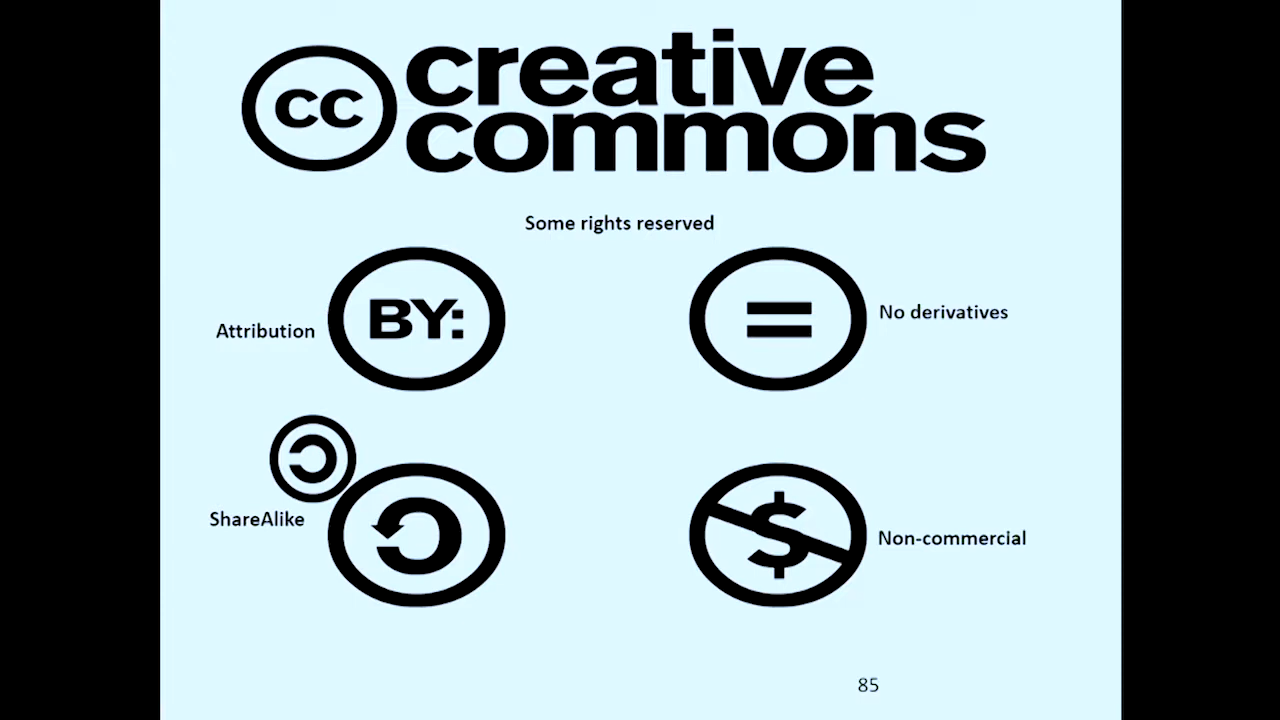 cc creative
commons
Some rights reserved
BY:
=
No derivatives
Attribution
ShareAlike
$
Non-commercial
85